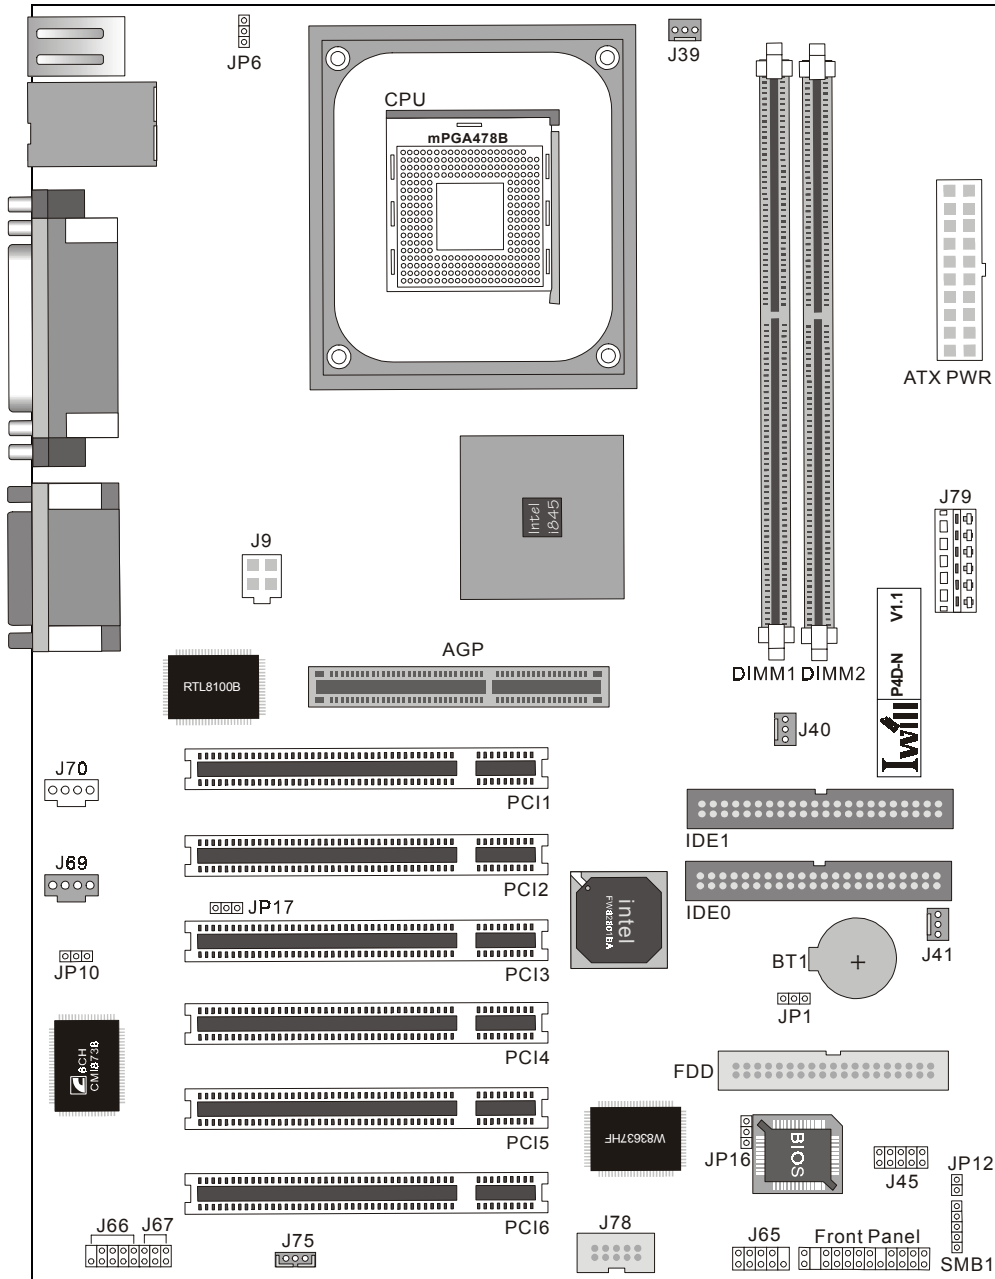 JP6
J39
CPU
mPGA478B
ATX PWR
Intel
i845
J79
J9
V1.1
P4D-N
Iwill
RTL8100B
AGP
DIMM1 DIMM2
J40
J70
PCI1
IDE1
J69
PCI2
IDE0
JP17
intel
FW82801BA
J41
BT1
JP10
PCI3
JP1
6CH
CMI8738
PCI4
FDD
W83637HF
BIOS
PCI5
JP16
J45
JP12
PCI6
J66 J67
J75
J78
J65
Front Panel
SMB1